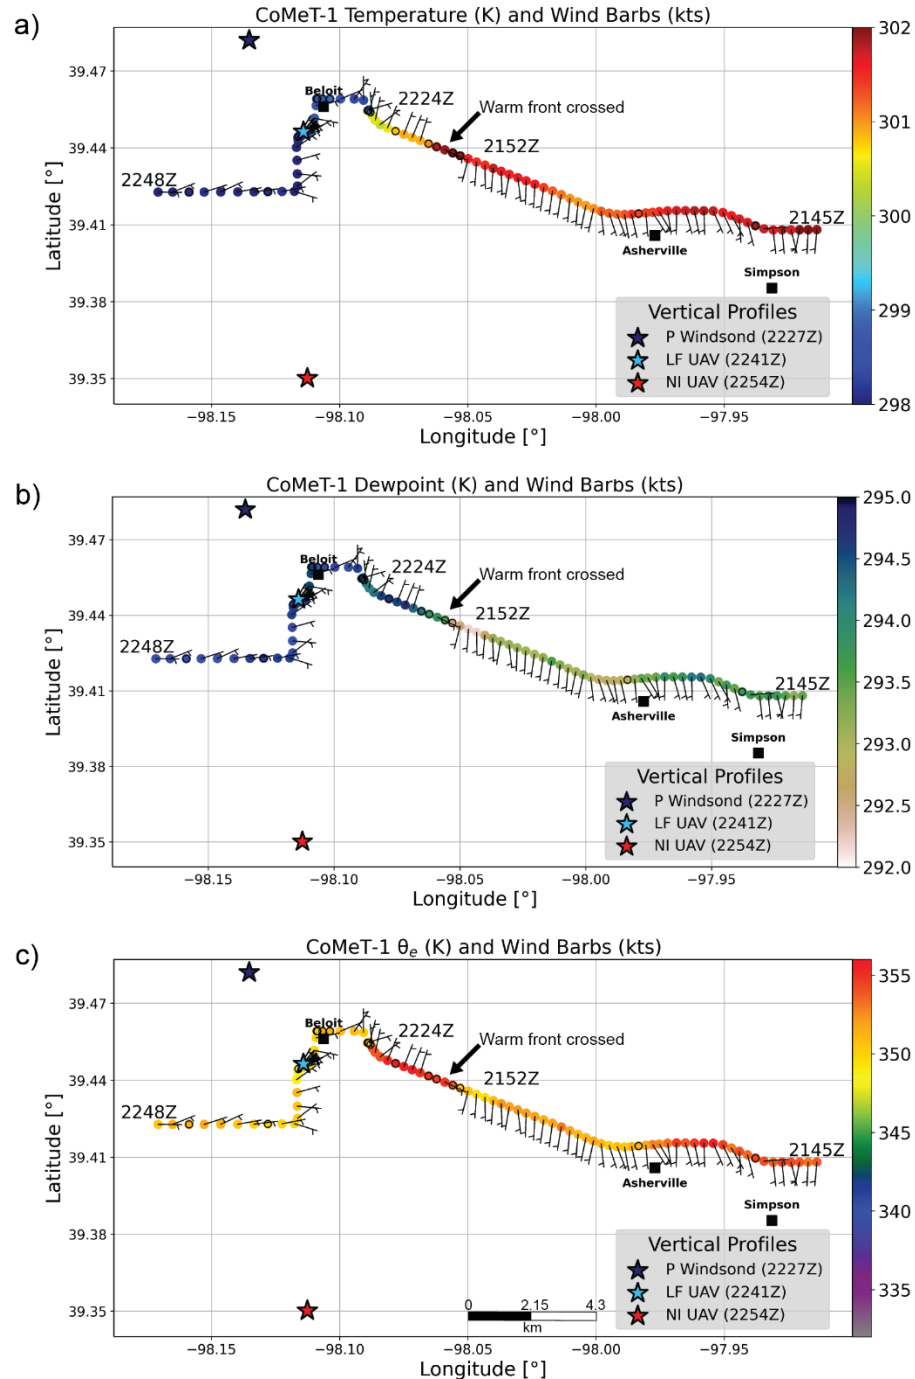 a)
CoMeT-1 Temperature (K) and Wind Barbs (kts)
302
301
300
299
298
39.47
39.44
39.41
39.38
39.35
Latitude [°]
Beloit
2224Z
Warm front crossed
2152Z
2248Z
2145Z
Asherville
Simpson
Vertical Profiles
P Windsond (2227Z)
LF UAV (2241Z)
NI UAV (2254Z)
−98.15
−98.10
−98.05
−98.00
−97.95
Longitude [°]
b)
CoMeT-1 Dewpoint (K) and Wind Barbs (kts)
295.0
294.5
294.0
293.5
293.0
292.5
292.0
39.47
39.44
39.41
39.38
39.35
Latitude [°]
Beloit
2224Z
Warm front crossed
2152Z
2248Z
2145Z
Asherville
Simpson
Vertical Profiles
P Windsond (2227Z)
LF UAV (2241Z)
NI UAV (2254Z)
−98.15
−98.10
−98.05
−98.00
−97.95
Longitude [°]
c)
CoMeT-1 θe (K) and Wind Barbs (kts)
355
350
345
340
335
39.47
39.44
39.41
39.38
39.35
Latitude [°]
Beloit
2224Z
Warm front crossed
2152Z
2248Z
2145Z
Asherville
Simpson
Vertical Profiles
P Windsond (2227Z)
LF UAV (2241Z)
NI UAV (2254Z)
0 2.15 4.3
km
−98.15
−98.10
−98.05
−98.00
−97.95
Longitude [°]